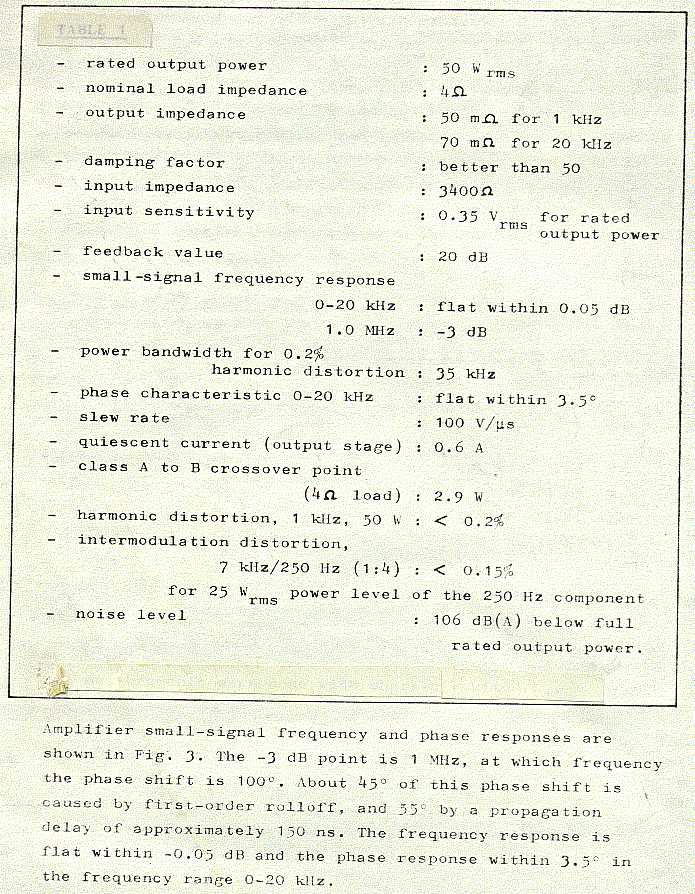 TABLE 1
- rated output power : 50 W rms
- nominal load impedance : 4Ω
- output impedance : 50 mΩ for 1 kHz
70 mΩ for 20 kHz
- damping factor : better than 50
- input impedance : 3400Ω
- input sensitivity : 0.35 Vrms for rated
output power
- feedback value : 20 dB
- small-signal frequency response
0-20 kHz : flat within 0.05 dB
1.0 MHz : -3 dB
- power bandwidth for 0.2%
harmonic distortion : 35 kHz
- phase characteristic 0-20 kHz : flat within 3.5°
- slew rate : 100 V/µs
- quiescent current (output stage) : 0.6 A
- class A to B crossover point
(4Ω load) : 2.9 W
- harmonic distortion, 1 kHz, 50 W : < 0.2%
- intermodulation distortion,
7 kHz/250 Hz (1:4) : < 0.15%
for 25 Wrms power level of the 250 Hz component
- noise level : 106 dB(A) below full
rated output power.
Amplifier small-signal frequency and phase responses are
shown in Fig. 3. The -3 dB point is 1 MHz, at which frequency
the phase shift is 100°. About 45° of this phase shift is
caused by first-order rolloff, and 55° by a propagation
delay of approximately 150 ns. The frequency response is
flat within -0.05 dB and the phase response within 3.5° in
the frequency range 0-20 kHz.